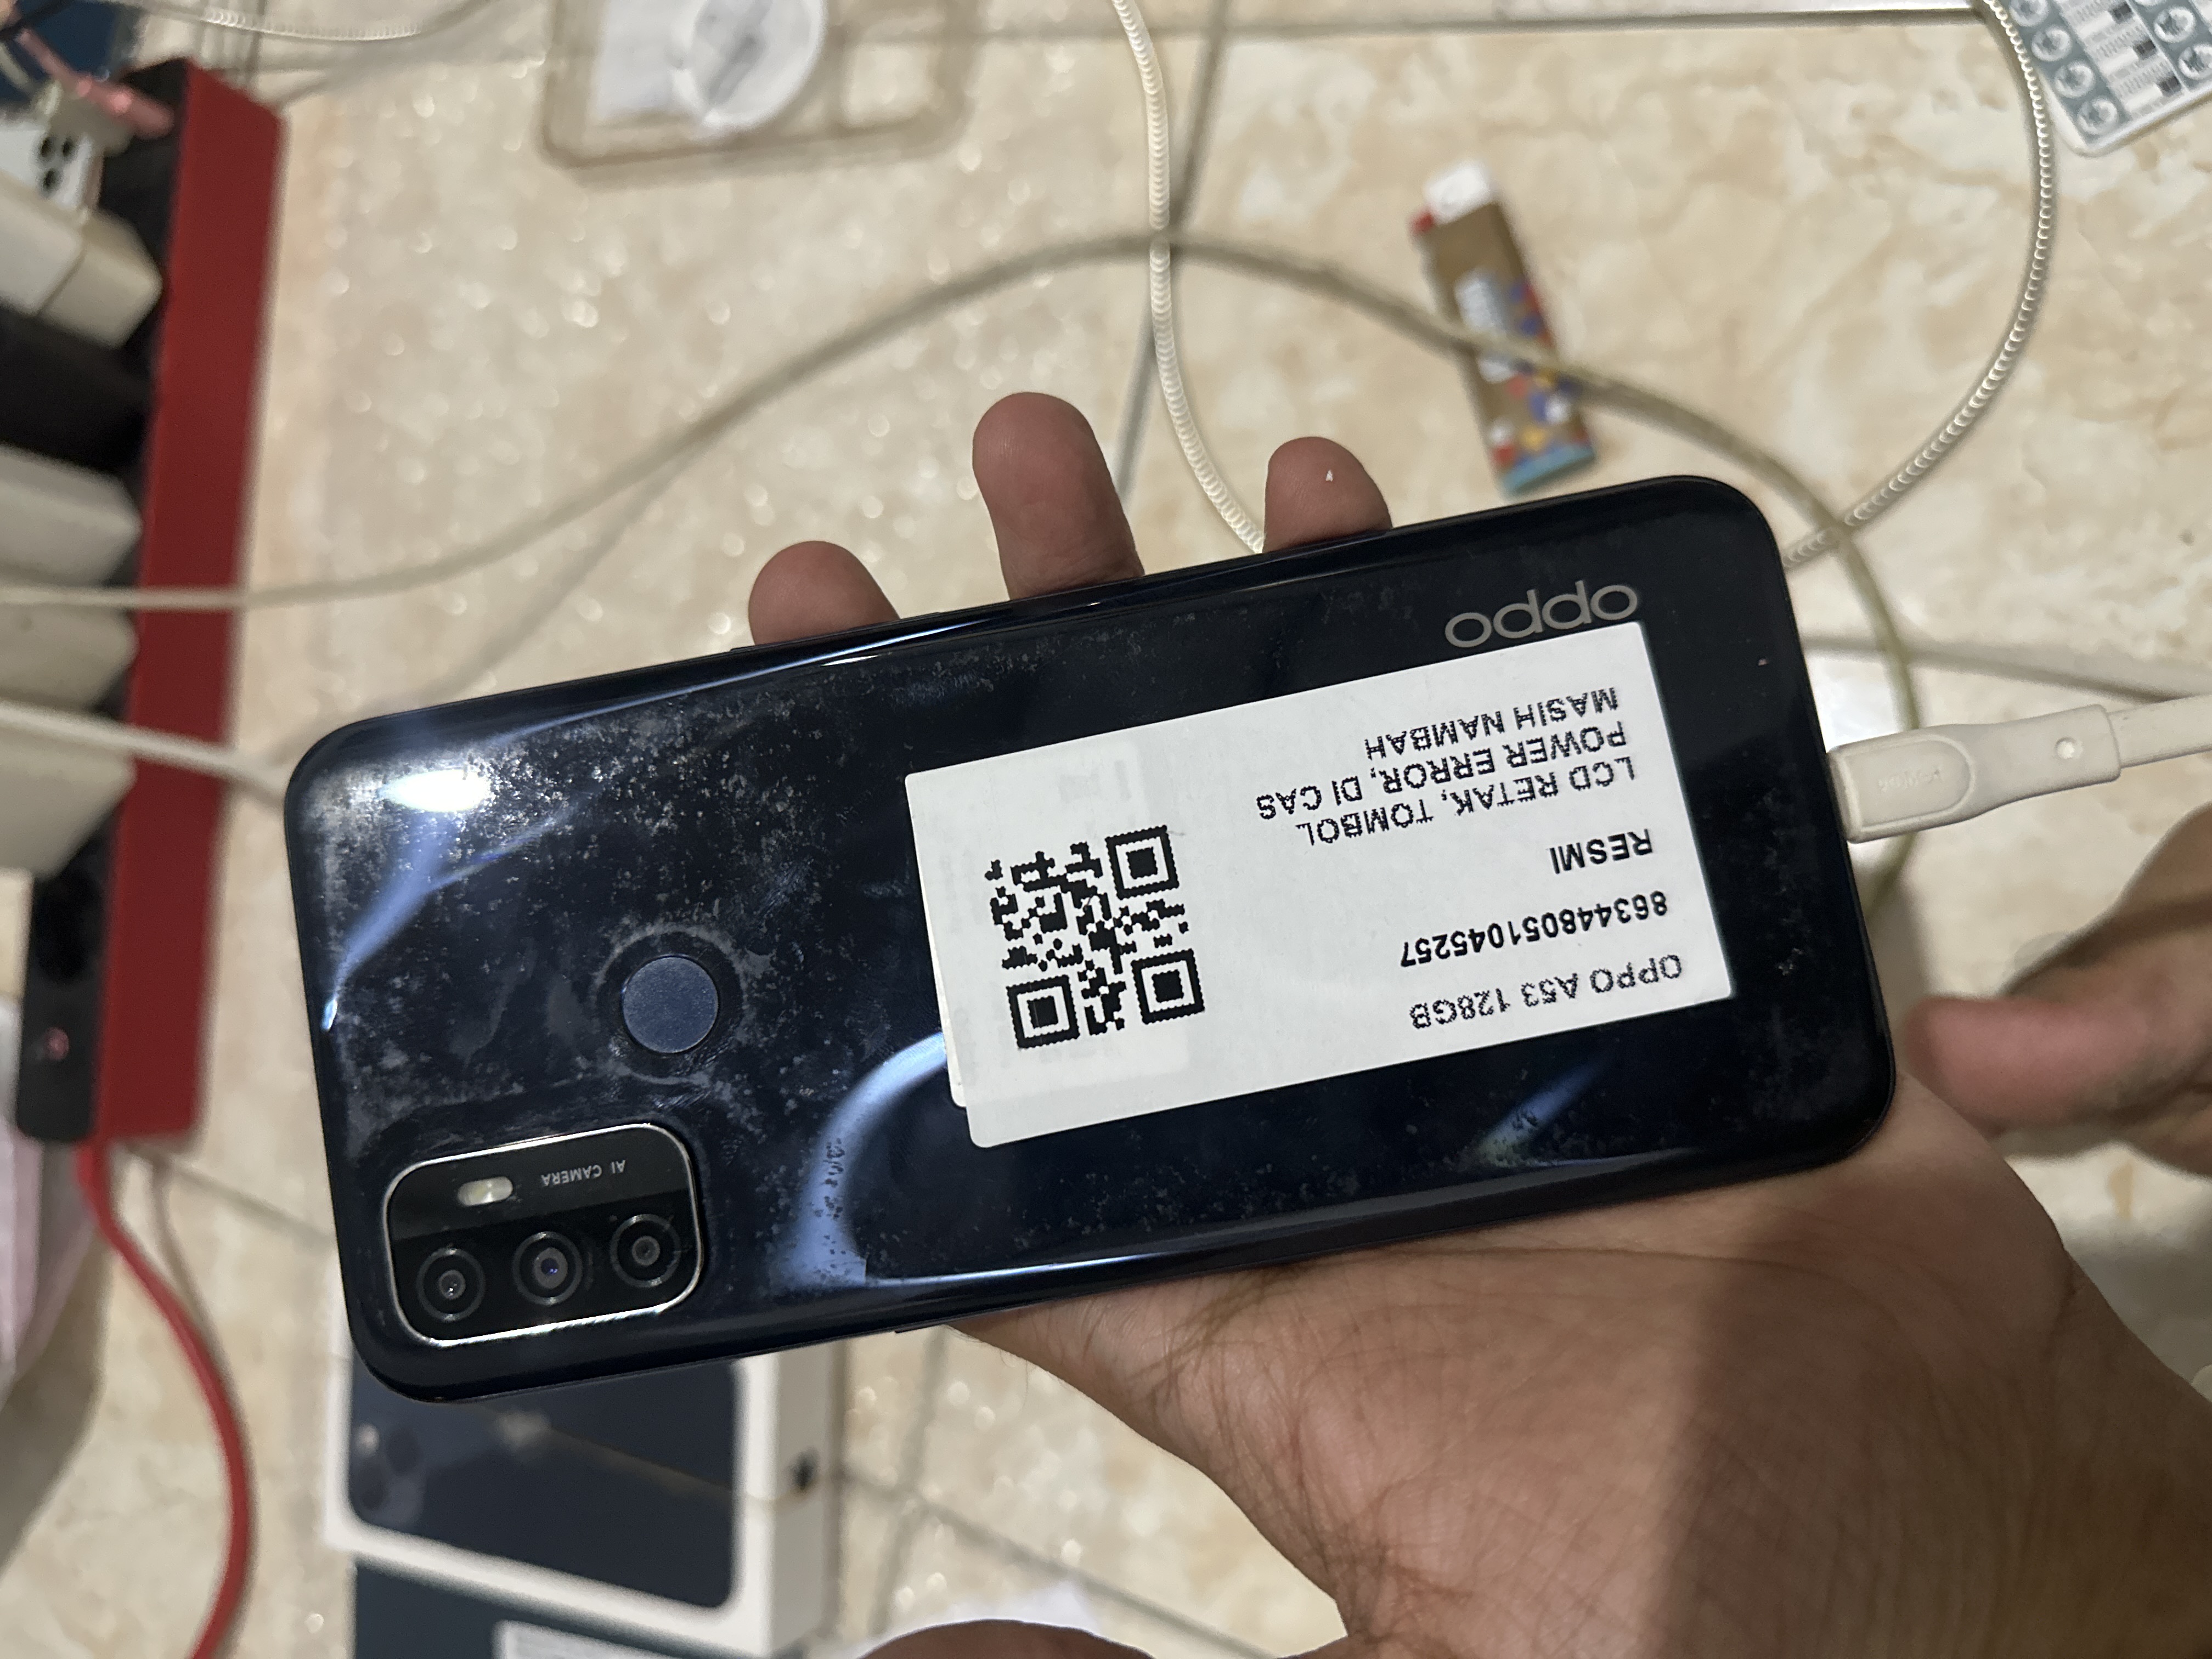 AI CAMERA
OPPO A53 128GB
863448051045257
RESMI
LCD RETAK, TOMBOL
POWER ERROR, DI CAS
MASIH NAMBAH
oppo